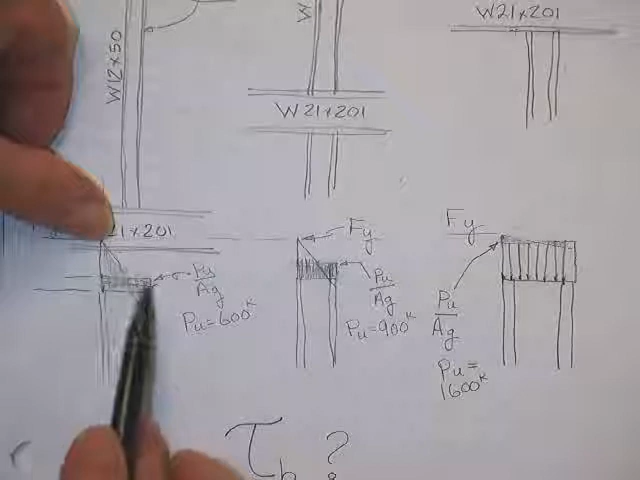 W12x50
W
W21x201
W21x201
21x201
Fy
Fy
Pu
Ag
Pu=600ᴷ
Pu
Ag
Pu=900ᴷ
Pu
Ag
Pu=
1600ᴷ
τb ?